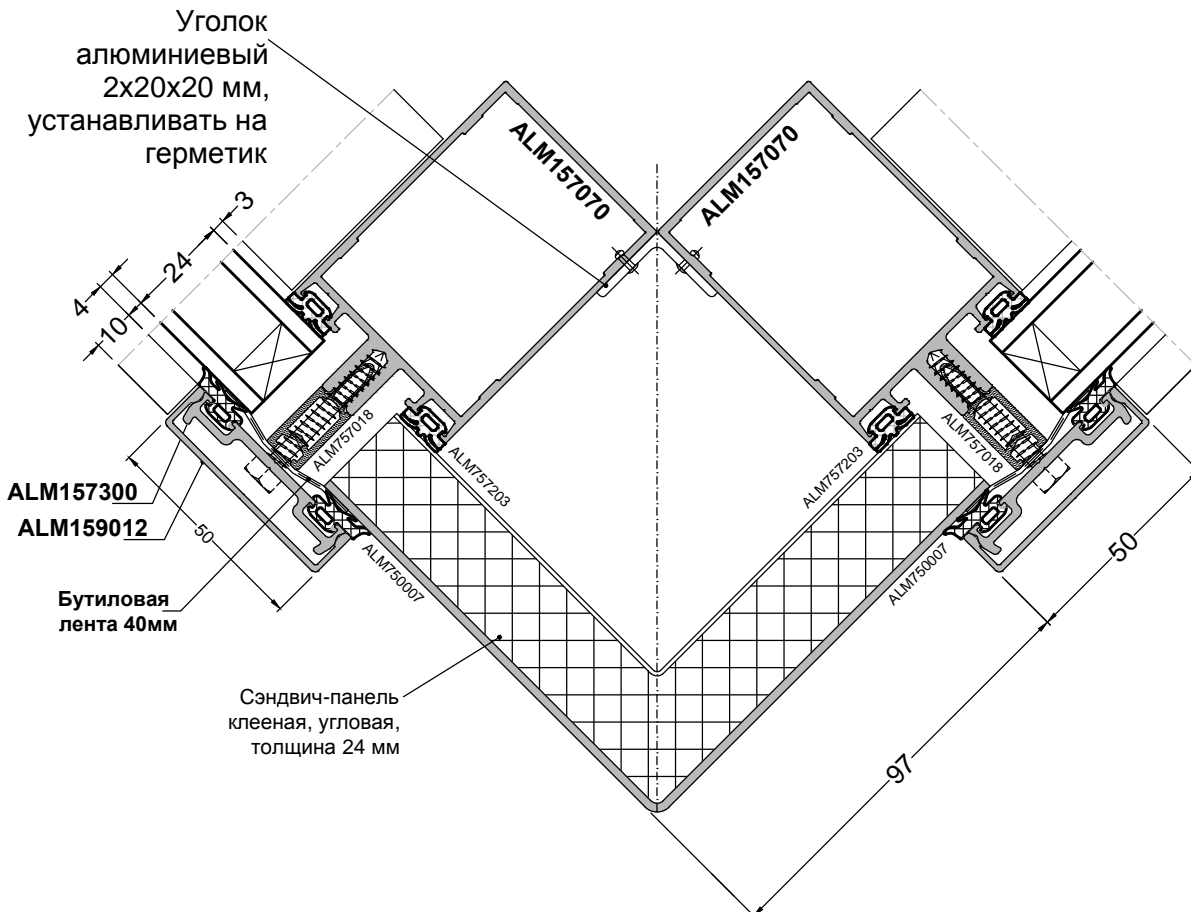 Уголок
алюминиевый
2х20х20 мм,
устанавливать на
герметик
ALM157070
ALM157070
3
24
4
10
ALM757018
ALM757203
ALM757203
ALM757018
ALM157300
ALM159012
50
ALM750007
ALM750007
50
Бутиловая
лента 40мм
Сэндвич-панель
клееная, угловая,
толщина 24 мм
97